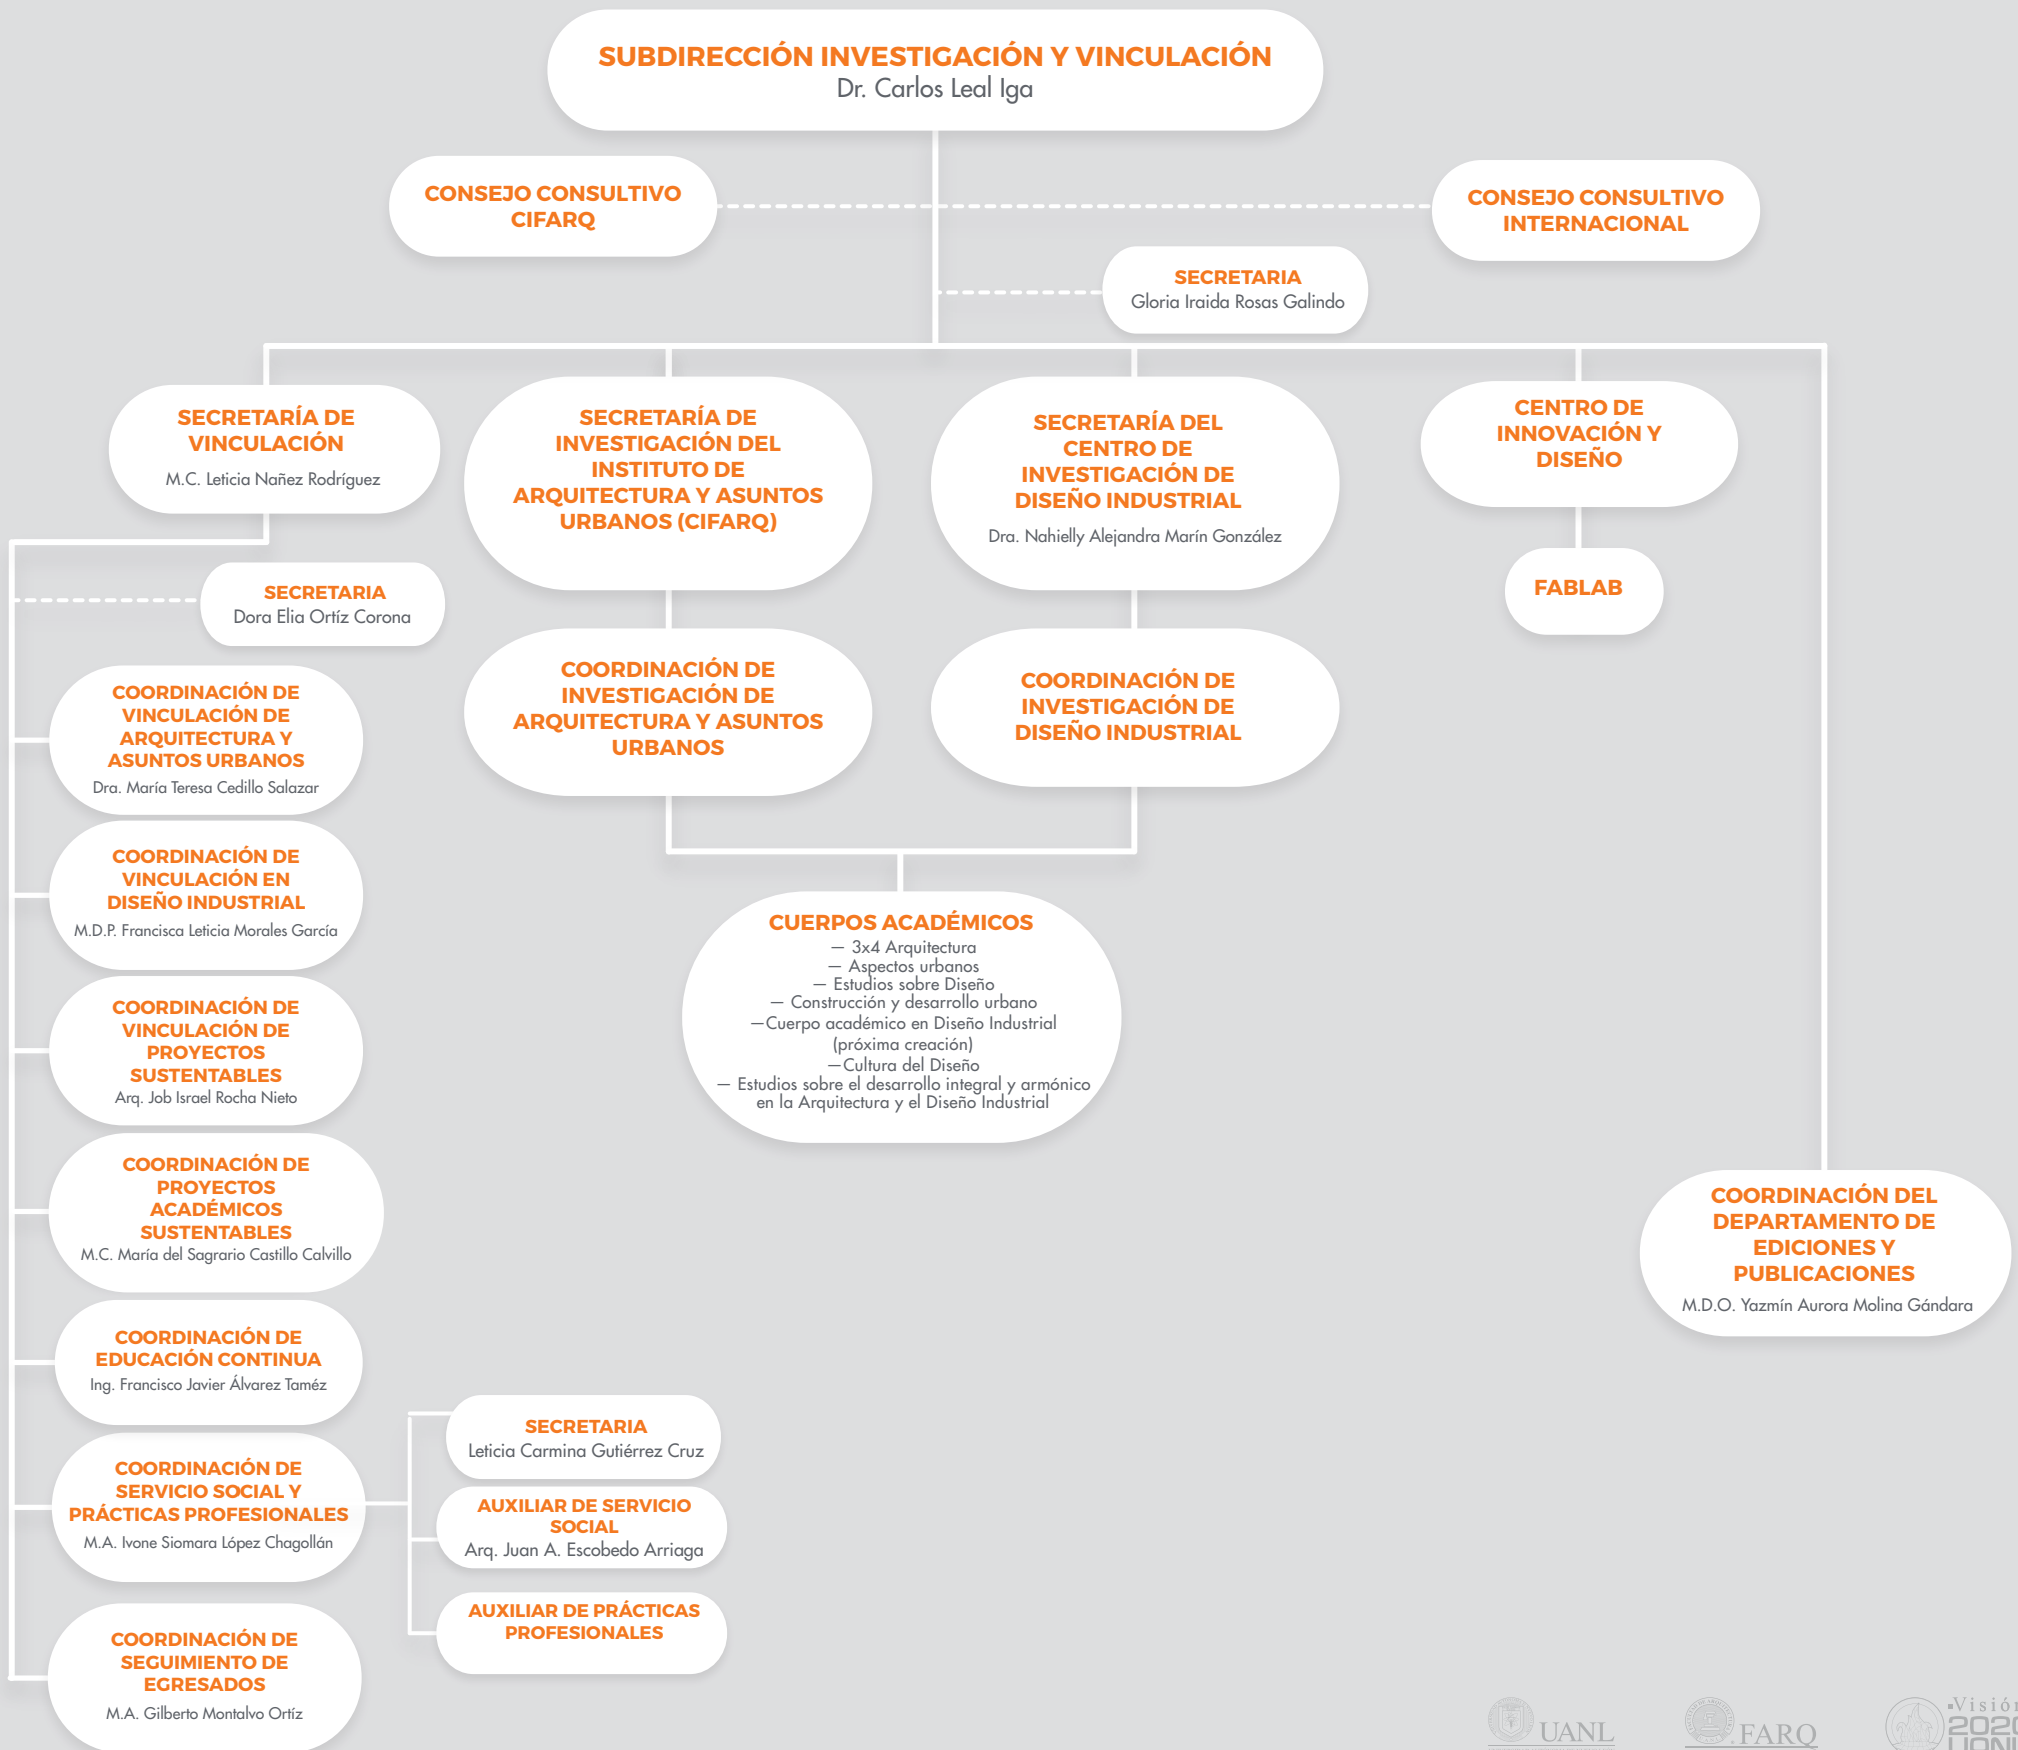 SUBDIRECCIÓN INVESTIGACIÓN Y VINCULACIÓN
Dr. Carlos Leal Iga
CONSEJO CONSULTIVO
CIFARQ
CONSEJO CONSULTIVO
INTERNACIONAL
SECRETARIA
Gloria Iraida Rosas Galindo
SECRETARÍA DE
VINCULACIÓN
M.C. Leticia Nañez Rodríguez
SECRETARÍA DE
INVESTIGACIÓN DEL
INSTITUTO DE
ARQUITECTURA Y ASUNTOS
URBANOS (CIFARQ)
SECRETARÍA DEL
CENTRO DE
INVESTIGACIÓN DE
DISEÑO INDUSTRIAL
Dra. Nahielly Alejandra Marín González
CENTRO DE
INNOVACIÓN Y
DISEÑO
FABLAB
SECRETARIA
Dora Elia Ortíz Corona
COORDINACIÓN DE
INVESTIGACIÓN DE
ARQUITECTURA Y ASUNTOS
URBANOS
COORDINACIÓN DE
INVESTIGACIÓN DE
DISEÑO INDUSTRIAL
COORDINACIÓN DE
VINCULACIÓN DE
ARQUITECTURA Y
ASUNTOS URBANOS
Dra. María Teresa Cedillo Salazar
COORDINACIÓN DE
VINCULACIÓN EN
DISEÑO INDUSTRIAL
M.D.P. Francisca Leticia Morales García
CUERPOS ACADÉMICOS
— 3x4 Arquitectura
— Aspectos urbanos
— Estudios sobre Diseño
— Construcción y desarrollo urbano
—Cuerpo académico en Diseño Industrial
(próxima creación)
—Cultura del Diseño
— Estudios sobre el desarrollo integral y armónico
en la Arquitectura y el Diseño Industrial
COORDINACIÓN DE
VINCULACIÓN DE
PROYECTOS
SUSTENTABLES
Arq. Job Israel Rocha Nieto
COORDINACIÓN DE
PROYECTOS
ACADÉMICOS
SUSTENTABLES
M.C. María del Sagrario Castillo Calvillo
COORDINACIÓN DEL
DEPARTAMENTO DE
EDICIONES Y
PUBLICACIONES
M.D.O. Yazmín Aurora Molina Gándara
COORDINACIÓN DE
EDUCACIÓN CONTINUA
Ing. Francisco Javier Álvarez Taméz
COORDINACIÓN DE
SERVICIO SOCIAL Y
PRÁCTICAS PROFESIONALES
M.A. Ivone Siomara López Chagollán
SECRETARIA
Leticia Carmina Gutiérrez Cruz
AUXILIAR DE SERVICIO
SOCIAL
Arq. Juan A. Escobedo Arriaga
AUXILIAR DE PRÁCTICAS
PROFESIONALES
COORDINACIÓN DE
SEGUIMIENTO DE
EGRESADOS
M.A. Gilberto Montalvo Ortíz
UANL
FARQ
Visión
2020
UANL